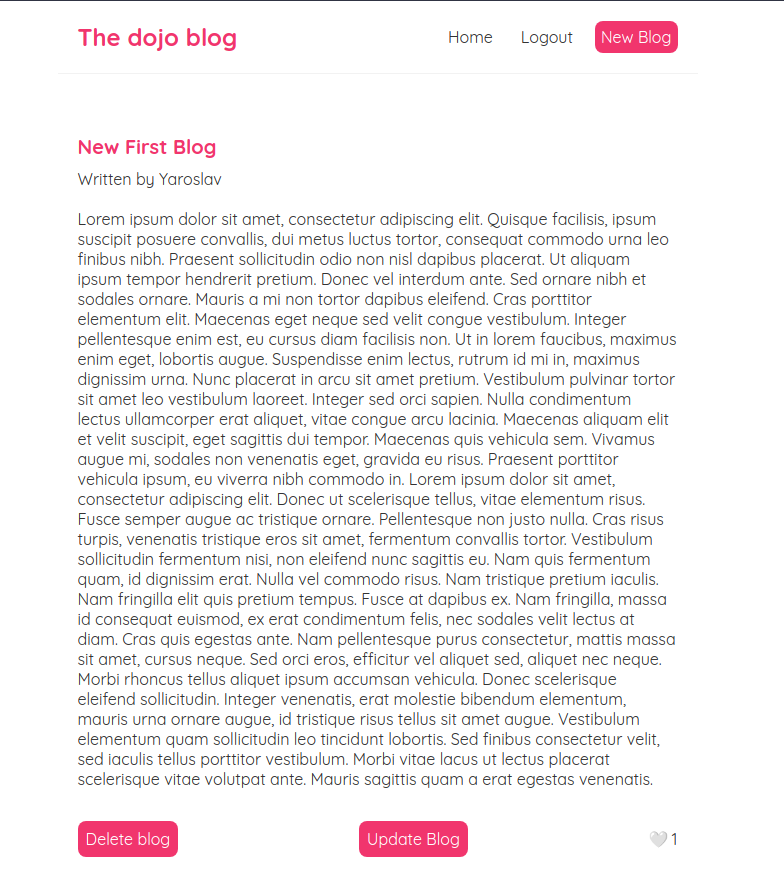 The dojo blog
Home Logout New Blog
New First Blog
Written by Yaroslav
Lorem ipsum dolor sit amet, consectetur adipiscing elit. Quisque facilisis, ipsum
suscipit posuere convallis, dui metus luctus tortor, consequat commodo urna leo
finibus nibh. Praesent sollicitudin odio non nisl dapibus placerat. Ut aliquam
ipsum tempor hendrerit pretium. Donec vel interdum ante. Sed ornare nibh et
sodales ornare. Mauris a mi non tortor dapibus eleifend. Cras porttitor
elementum elit. Maecenas eget neque sed velit congue vestibulum. Integer
pellentesque enim est, eu cursus diam facilisis non. Ut in lorem faucibus, maximus
enim eget, lobortis augue. Suspendisse enim lectus, rutrum id mi in, maximus
dignissim urna. Nunc placerat in arcu sit amet pretium. Vestibulum pulvinar tortor
sit amet leo vestibulum laoreet. Integer sed orci sapien. Nulla condimentum
lectus ullamcorper erat aliquet, vitae congue arcu lacinia. Maecenas aliquam elit
et velit suscipit, eget sagittis dui tempor. Maecenas quis vehicula sem. Vivamus
augue mi, sodales non venenatis eget, gravida eu risus. Praesent porttitor
vehicula ipsum, eu viverra nibh commodo in. Lorem ipsum dolor sit amet,
consectetur adipiscing elit. Donec ut scelerisque tellus, vitae elementum risus.
Fusce semper augue ac tristique ornare. Pellentesque non justo nulla. Cras risus
turpis, venenatis tristique eros sit amet, fermentum convallis tortor. Vestibulum
sollicitudin fermentum nisi, non eleifend nunc sagittis eu. Nam quis fermentum
quam, id dignissim erat. Nulla vel commodo risus. Nam tristique pretium iaculis.
Nam fringilla elit quis pretium tempus. Fusce at dapibus ex. Nam fringilla, massa
id consequat euismod, ex erat condimentum felis, nec sodales velit lectus at
diam. Cras quis egestas ante. Nam pellentesque purus consectetur, mattis massa
sit amet, cursus neque. Sed orci eros, efficitur vel aliquet sed, aliquet nec neque.
Morbi rhoncus tellus aliquet ipsum accumsan vehicula. Donec scelerisque
eleifend sollicitudin. Integer venenatis, erat molestie bibendum elementum,
mauris urna ornare augue, id tristique risus tellus sit amet augue. Vestibulum
elementum quam sollicitudin leo tincidunt lobortis. Sed finibus consectetur velit,
sed iaculis tellus porttitor vestibulum. Morbi vitae lacus ut lectus placerat
scelerisque vitae volutpat ante. Mauris sagittis quam a erat egestas venenatis.
Delete blog Update Blog 🤍 1